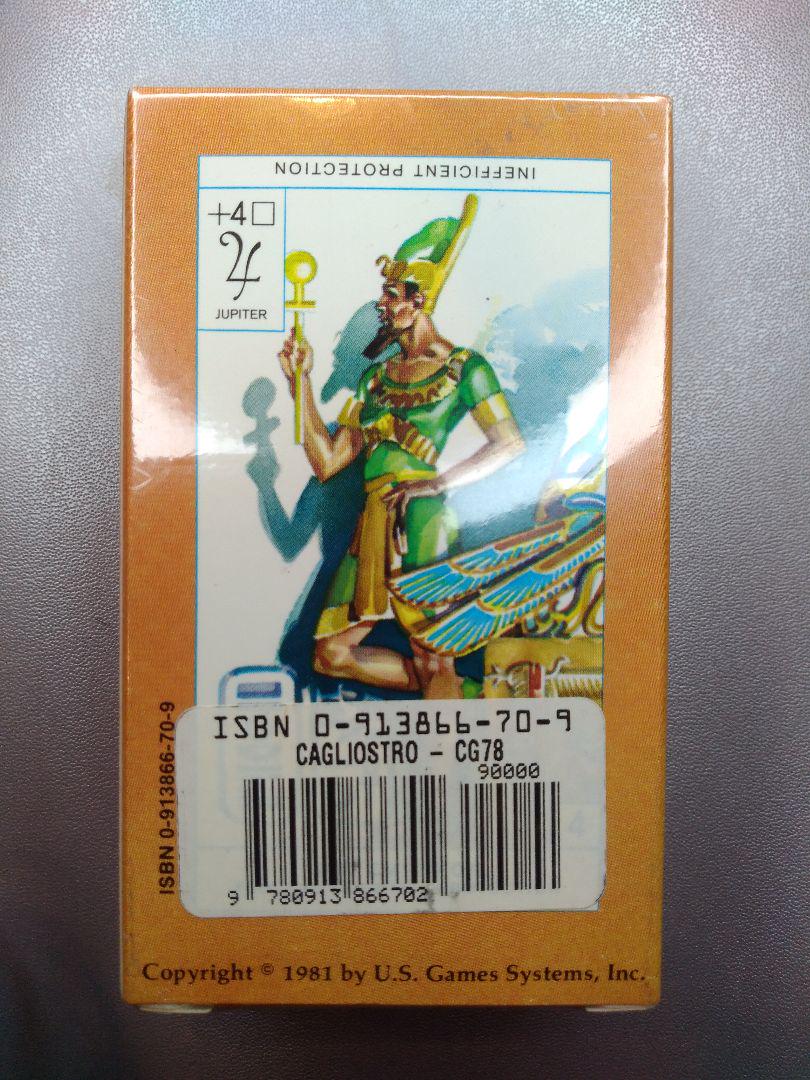 INEFFICIENT PROTECTION
+4□
♃
JUPITER
ISBN 0-913866-70-9
ISBN 0-913866-70-9
CAGLIOSTRO - CG78
90000
9 780913 866702
4
Copyright © 1981 by U.S. Games Systems, Inc.